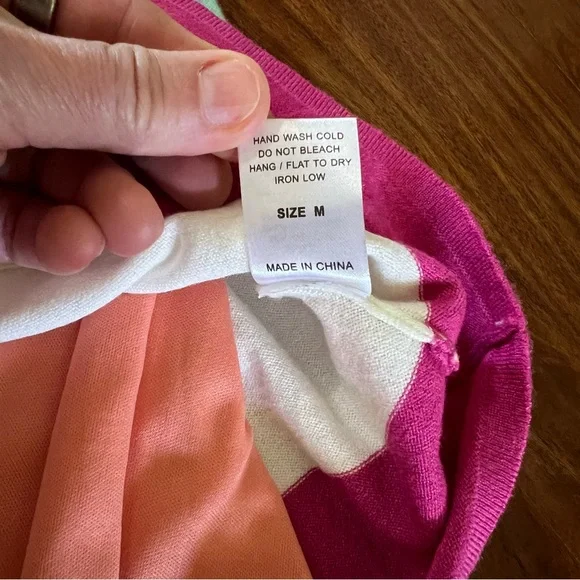 HAND WASH COLD
DO NOT BLEACH
HANG / FLAT TO DRY
IRON LOW
SIZE M
MADE IN CHINA